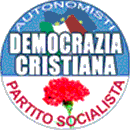 AUTONOMISTI
DEMOCRAZIA
CRISTIANA
PARTITO SOCIALISTA